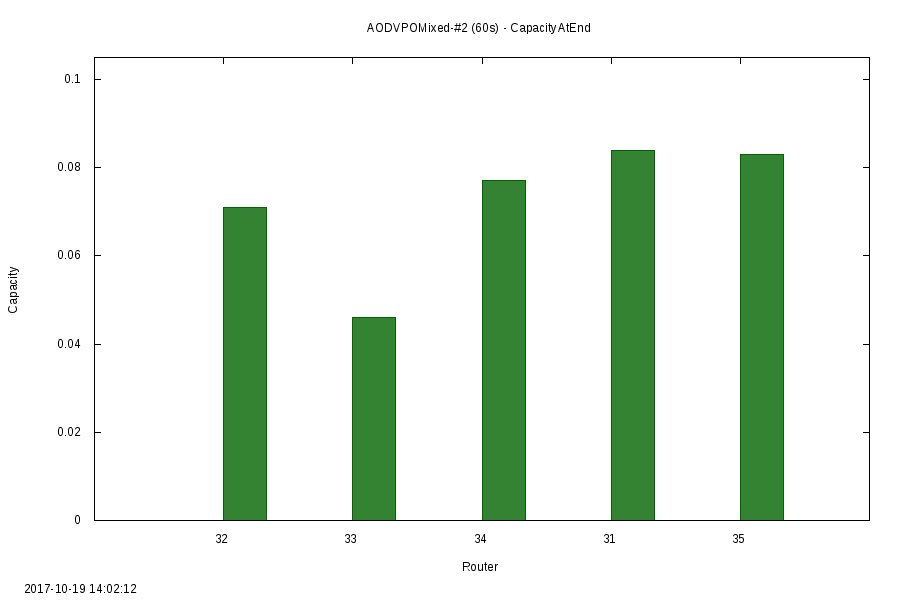 AODVPOMixed-#2 (60s) - CapacityAtEnd
0.1
0.08
0.06
0.04
0.02
0
Capacity
32 33 34 31 35
Router
2017-10-19 14:02:12